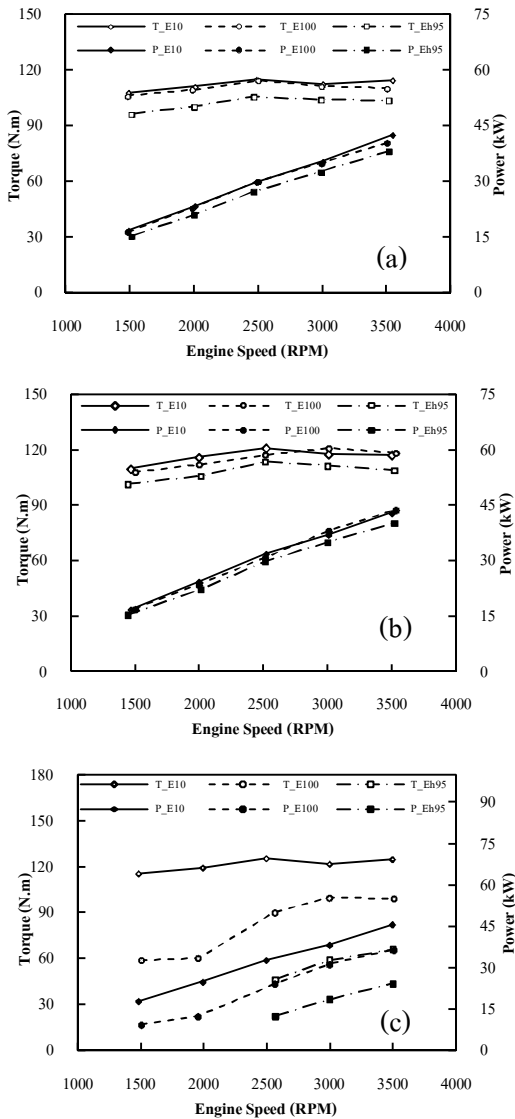 150
T_E10 T_E100 T_Eh95
75
P_E10 P_E100 P_Eh95
120
60
90
45
60
30
30
15
0
0
Torque (N.m)
Power (kW)
(a)
1000 1500 2000 2500 3000 3500 4000
Engine Speed (RPM)
150
T_E10 T_E100 T_Eh95
75
P_E10 P_E100 P_Eh95
120
60
90
45
60
30
30
15
0
0
Torque (N.m)
Power (kW)
(b)
1000 1500 2000 2500 3000 3500 4000
Engine Speed (RPM)
180
T_E10 T_E100 T_Eh95
P_E10 P_E100 P_Eh95
150
90
120
75
90
60
60
45
30
30
0
15
0
Torque (N.m)
Power (kW)
(c)
1000 1500 2000 2500 3000 3500 4000
Engine Speed (RPM)